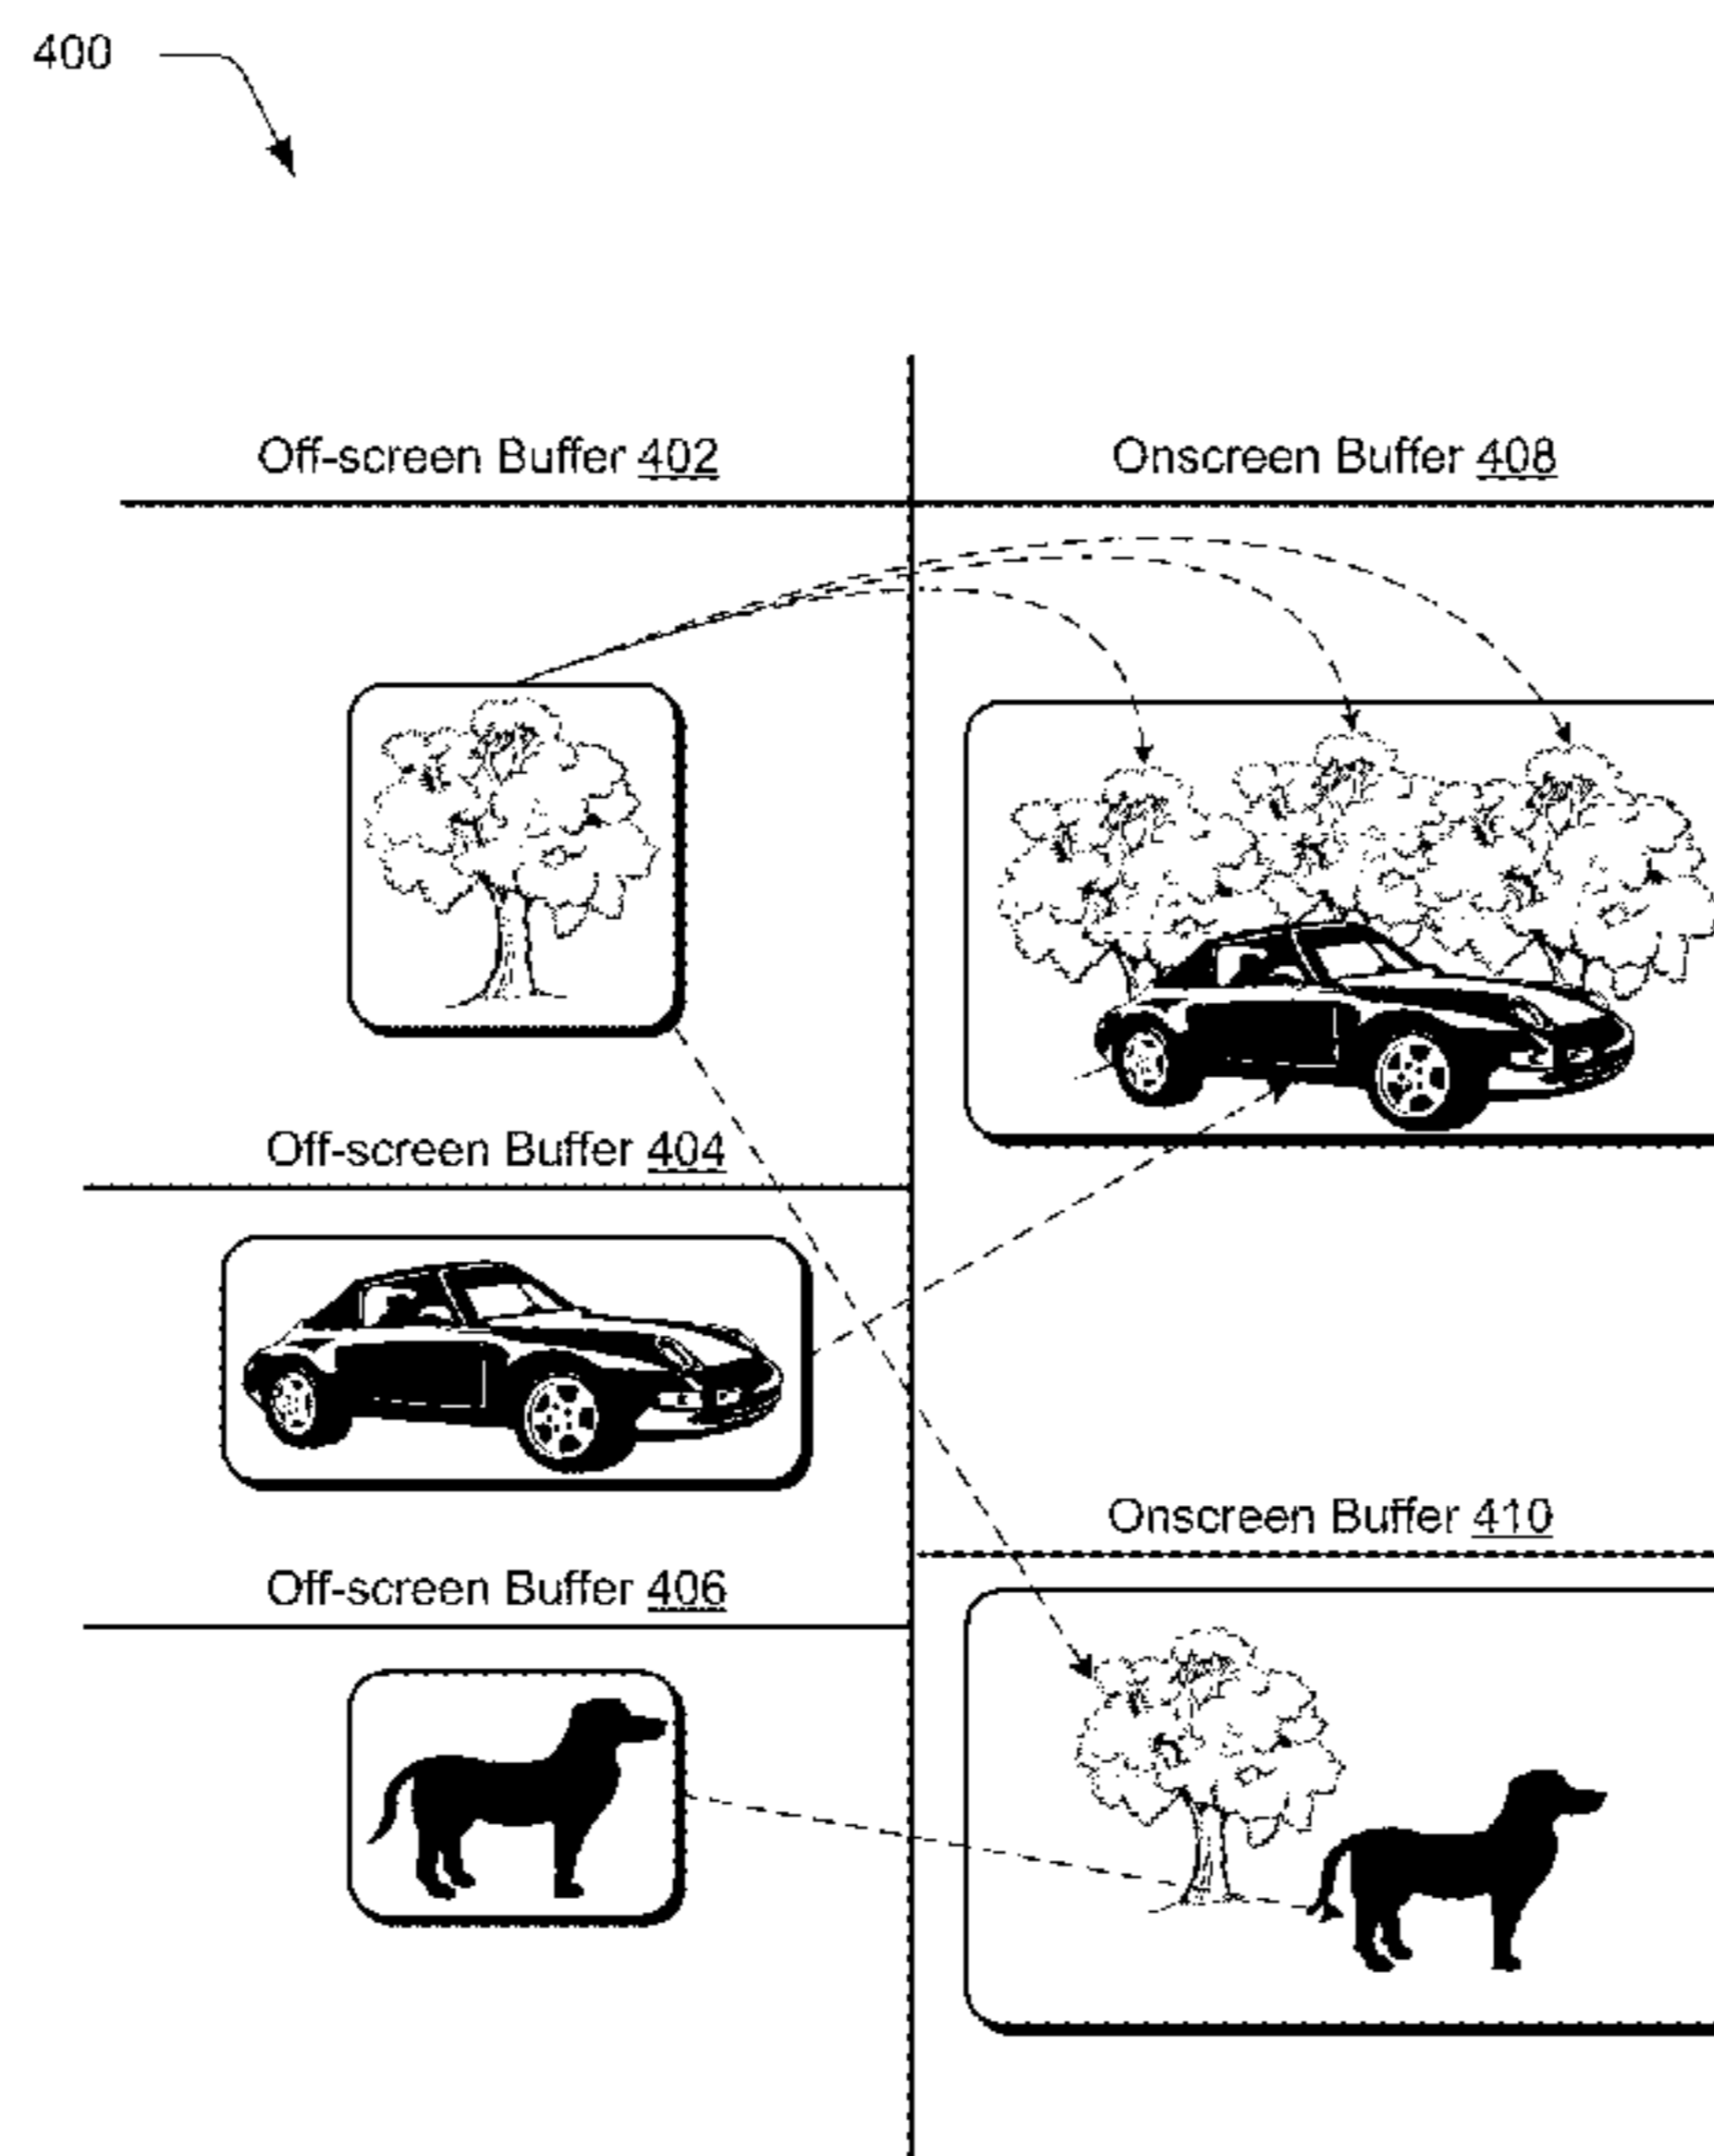 400
Off-screen Buffer 402
Onscreen Buffer 408
Off-screen Buffer 404
Onscreen Buffer 410
Off-screen Buffer 406